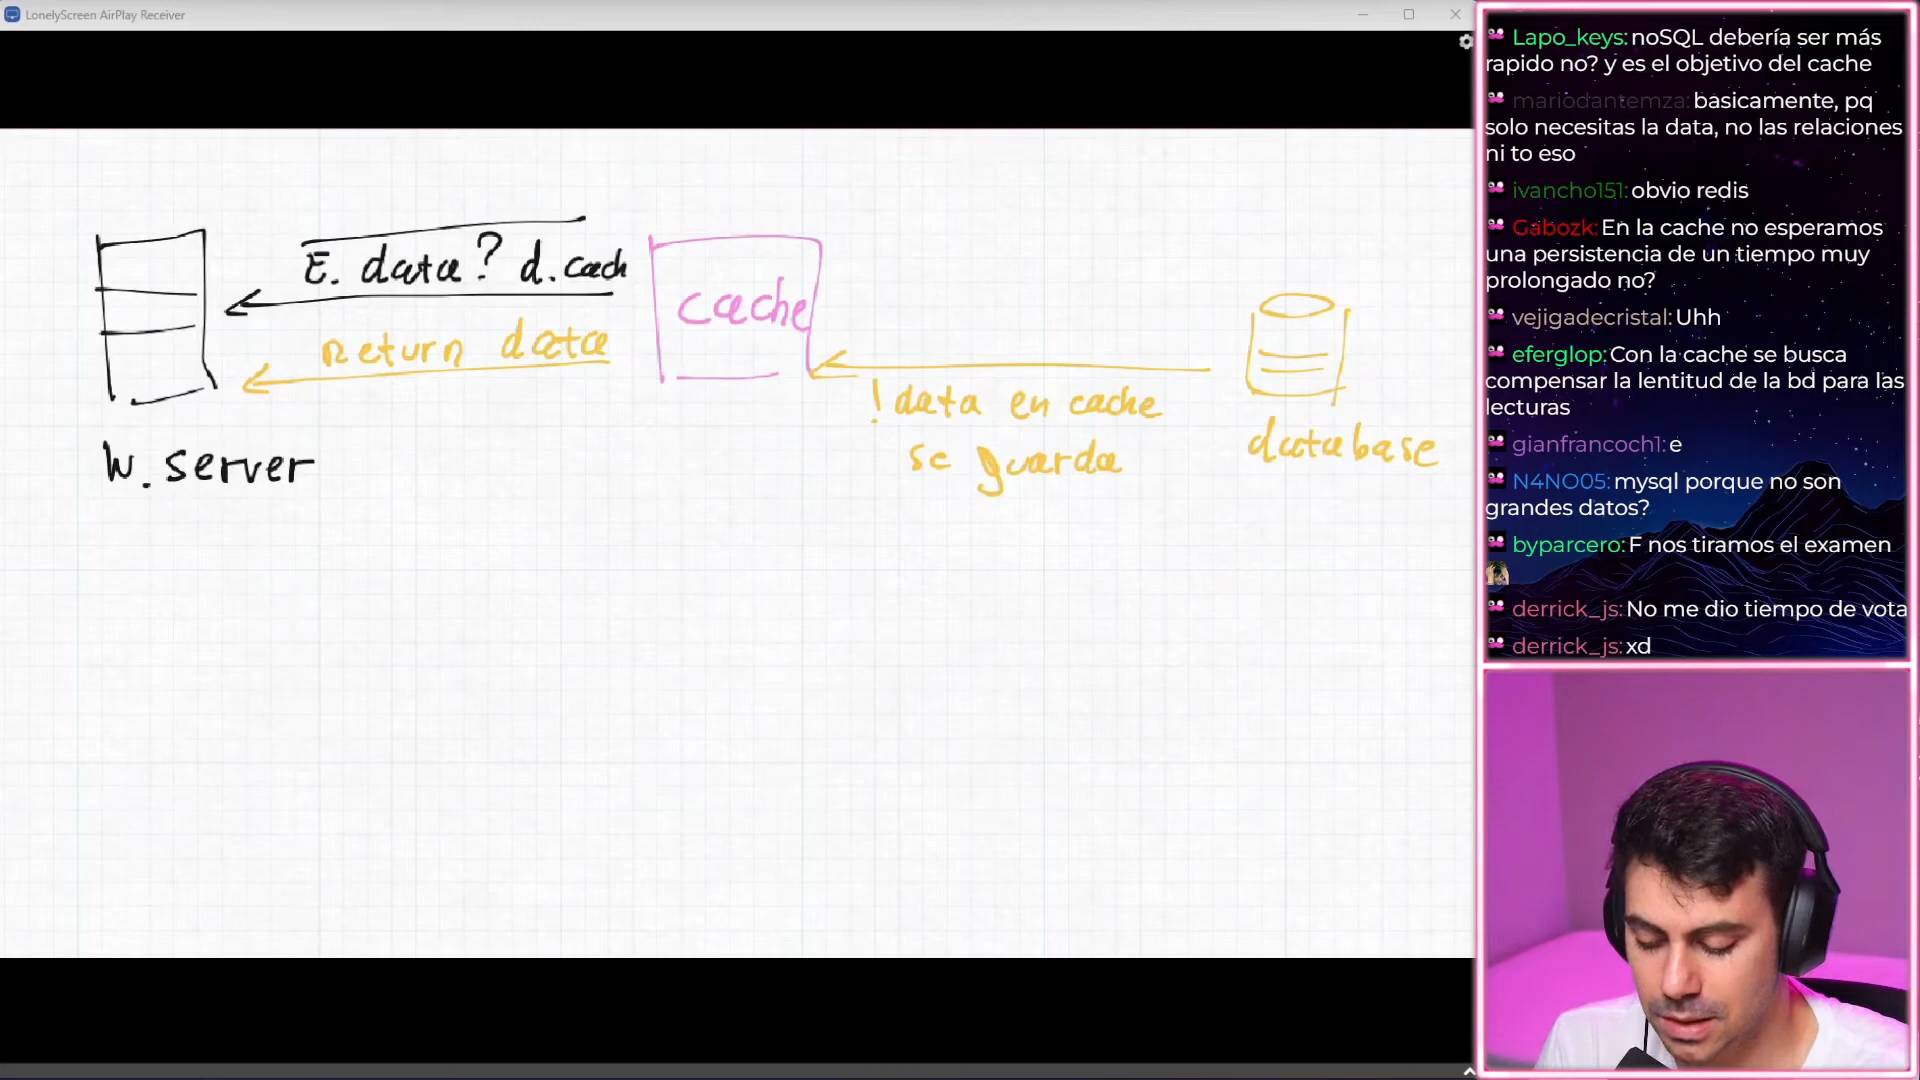 LonelyScreen AirPlay Receiver
E. data? d.cach
return data
cache
! data en cache
se guarda
database
W. server
Lapo_keys: noSQL debería ser más
rapido no? y es el objetivo del cache
mariodantemza: basicamente, pq
solo necesitas la data, no las relaciones
ni to eso
ivancho151: obvio redis
Gabozk: En la cache no esperamos
una persistencia de un tiempo muy
prolongado no?
vejigadecristal: Uhh
eferglop: Con la cache se busca
compensar la lentitud de la bd para las
lecturas
gianfrancoch1: e
N4NO05: mysql porque no son
grandes datos?
byparcero: F nos tiramos el examen
derrick_js: No me dio tiempo de vota
derrick_js: xd